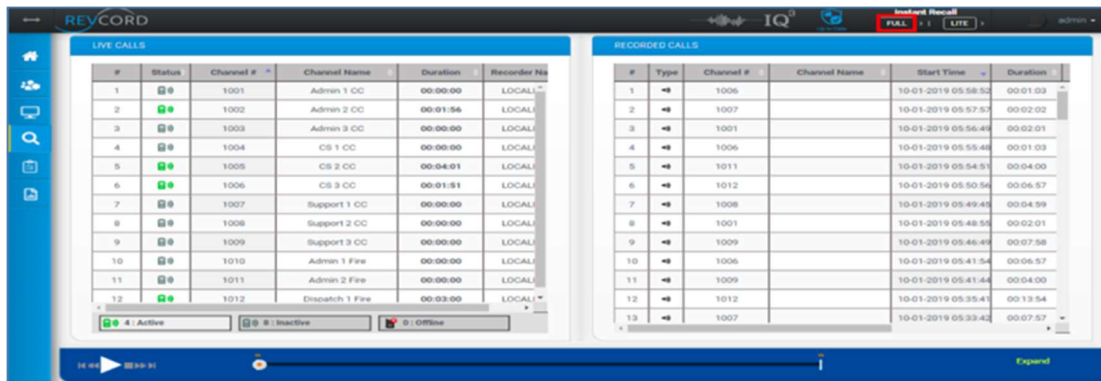 REVCORD IQ3 Instant Recall
FULL LITE admin
LIVE CALLS
# Status Channel # Channel Name Duration Recorder Na
1 1001 Admin 1 CC 00:00:00 LOCAL
2 1002 Admin 2 CC 00:01:56 LOCAL
3 1003 Admin 3 CC 00:00:00 LOCAL
4 1004 CS 1 CC 00:00:00 LOCAL
5 1005 CS 2 CC 00:04:01 LOCAL
6 1006 CS 3 CC 00:01:51 LOCAL
7 1007 Support 1 CC 00:00:00 LOCAL
8 1008 Support 2 CC 00:00:00 LOCAL
9 1009 Support 3 CC 00:00:00 LOCAL
10 1010 Admin 1 Fire 00:00:00 LOCAL
11 1011 Admin 2 Fire 00:00:00 LOCAL
12 1012 Dispatch 1 Fire 00:03:00 LOCAL
4 : Active 8 : Inactive 0 : Offline
RECORDED CALLS
# Type Channel # Channel Name Start Time Duration
1 1006 10-01-2019 05:58:52 00:01:03
2 1007 10-01-2019 05:57:57 00:02:02
3 1001 10-01-2019 05:56:49 00:02:01
4 1006 10-01-2019 05:55:48 00:01:03
5 1011 10-01-2019 05:54:51 00:04:00
6 1012 10-01-2019 05:50:56 00:06:57
7 1008 10-01-2019 05:49:45 00:04:59
8 1001 10-01-2019 05:48:55 00:02:01
9 1009 10-01-2019 05:46:49 00:07:58
10 1006 10-01-2019 05:41:54 00:06:57
11 1009 10-01-2019 05:41:44 00:04:00
12 1012 10-01-2019 05:35:41 00:13:54
13 1007 10-01-2019 05:33:42 00:07:57
Expand